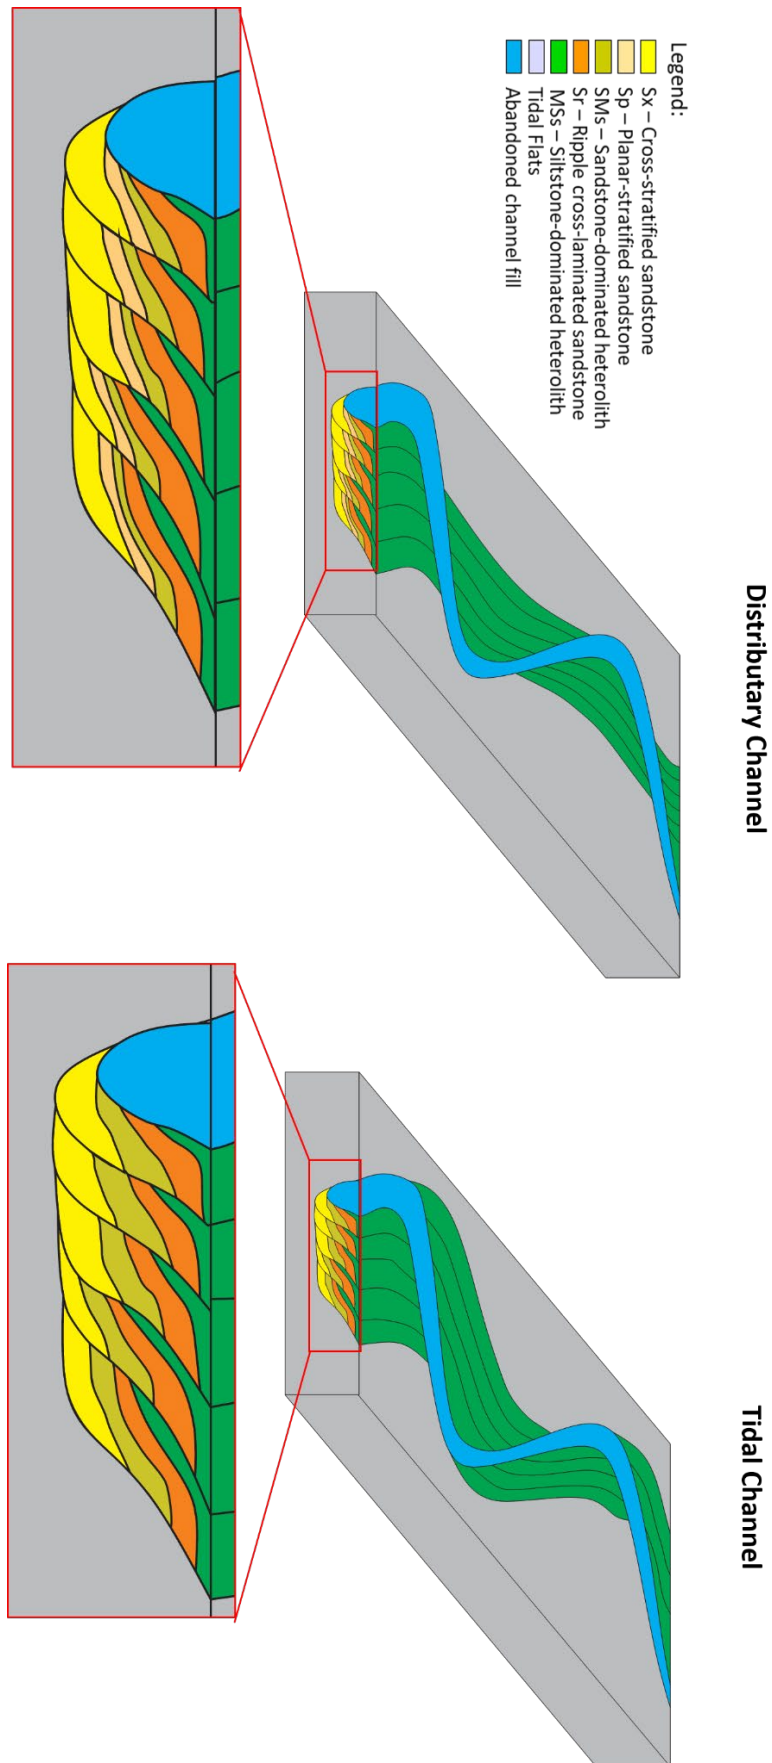 Distributary Channel
Tidal Channel
Legend:
Sx – Cross-stratified sandstone
Sp – Planar-stratified sandstone
SMs – Sandstone-dominated heterolith
Sr – Ripple cross-laminated sandstone
MSs – Siltstone-dominated heterolith
Tidal Flats
Abandoned channel fill